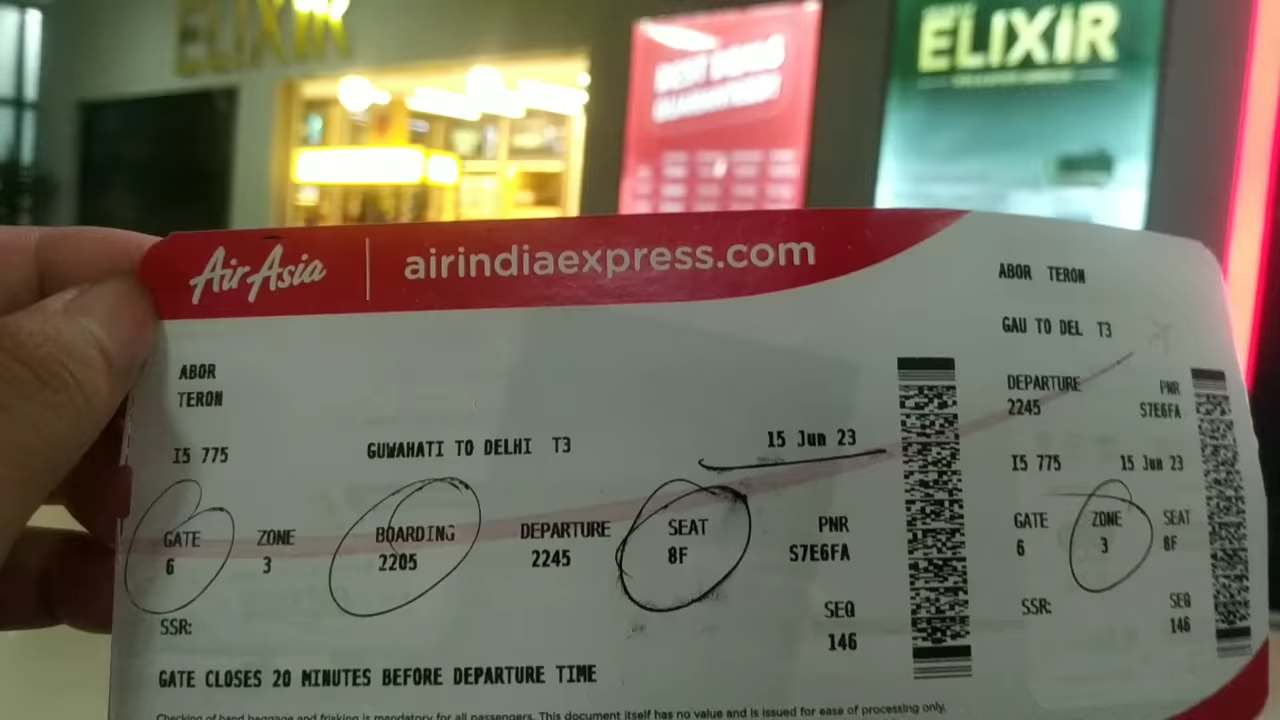 ELIXIR
ELIXIR
AirAsia airindiaexpress.com
ABOR
TERON
I5 775
GUWAHATI TO DELHI T3
15 Jun 23
GATE ZONE BOARDING DEPARTURE SEAT PNR
6 3 2205 2245 8F S7E6FA
SSR:
SEQ
146
GATE CLOSES 20 MINUTES BEFORE DEPARTURE TIME
Checking of hand baggage and frisking is mandatory for all passengers. This document itself has no value and is issued for ease of processing only.
ABOR TERON
GAU TO DEL T3
DEPARTURE PNR
2245 S7E6FA
I5 775 15 Jun 23
GATE ZONE SEAT
6 3 8F
SSR: SEQ
146